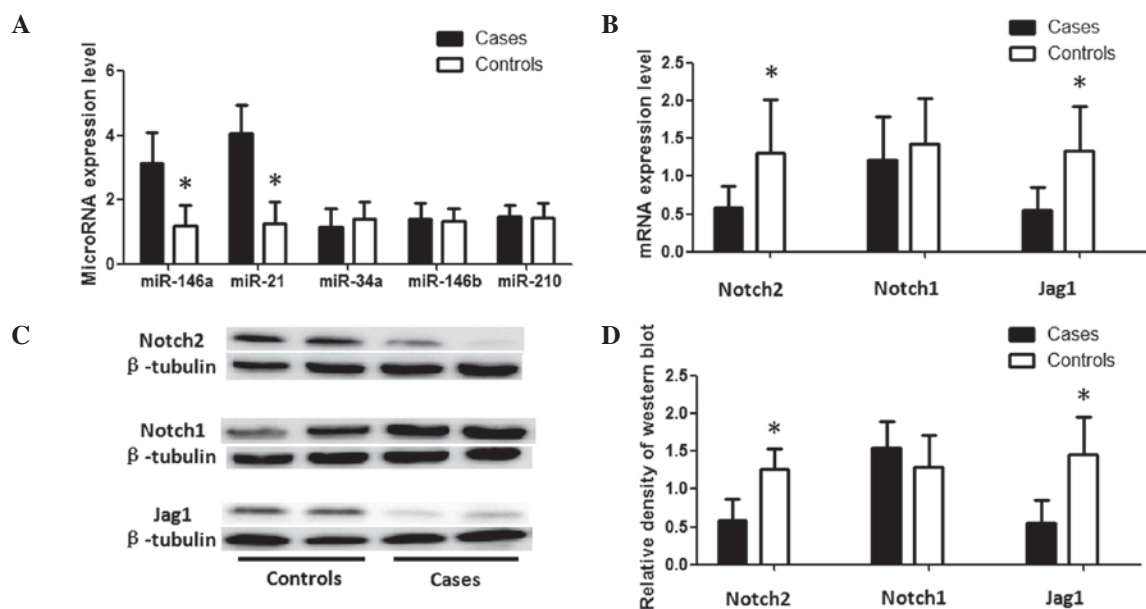 A
Cases
Controls
MicroRNA expression level
6
4
2
0
*
*
miR-146a miR-21 miR-34a miR-146b miR-210
B
Cases
Controls
mRNA expression level
2.5
2.0
1.5
1.0
0.5
0.0
*
*
Notch2 Notch1 Jag1
C
Notch2
β-tubulin
Notch1
β-tubulin
Jag1
β-tubulin
Controls Cases
D
Cases
Controls
Relative density of western blot
2.5
2.0
1.5
1.0
0.5
0.0
*
*
Notch2 Notch1 Jag1